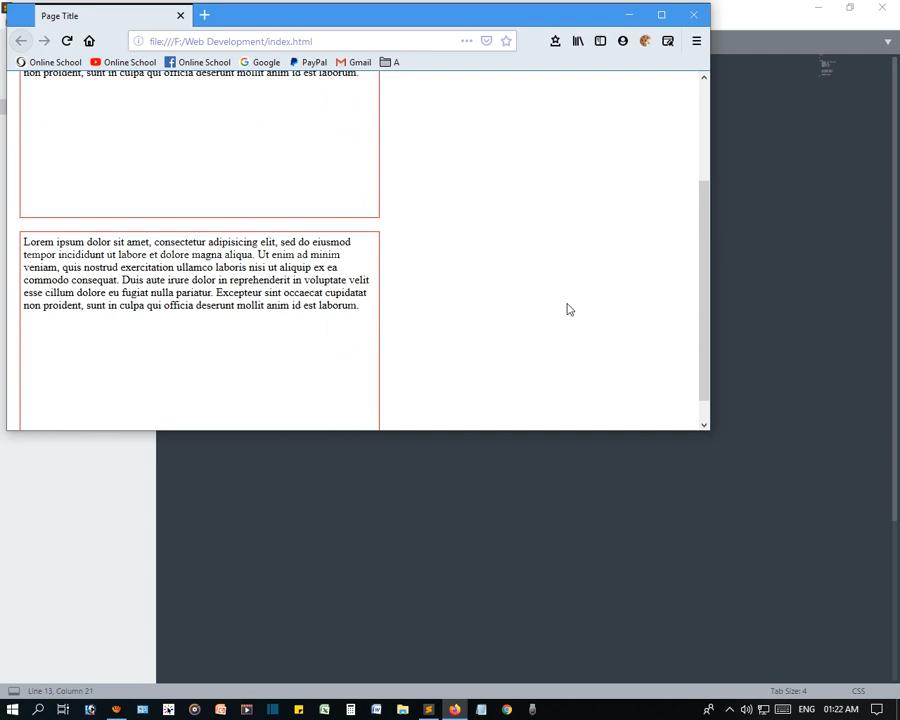 Page Title
file:///F:/Web Development/index.html
Online School
Online School
Online School
Google
PayPal
Gmail
A
non proident, sunt in culpa qui officia deserunt mollit anim id est laborum.
Lorem ipsum dolor sit amet, consectetur adipisicing elit, sed do eiusmod
tempor incididunt ut labore et dolore magna aliqua. Ut enim ad minim
veniam, quis nostrud exercitation ullamco laboris nisi ut aliquip ex ea
commodo consequat. Duis aute irure dolor in reprehenderit in voluptate velit
esse cillum dolore eu fugiat nulla pariatur. Excepteur sint occaecat cupidatat
non proident, sunt in culpa qui officia deserunt mollit anim id est laborum.
Line 13, Column 21
Tab Size: 4
CSS
ENG
01:22 AM